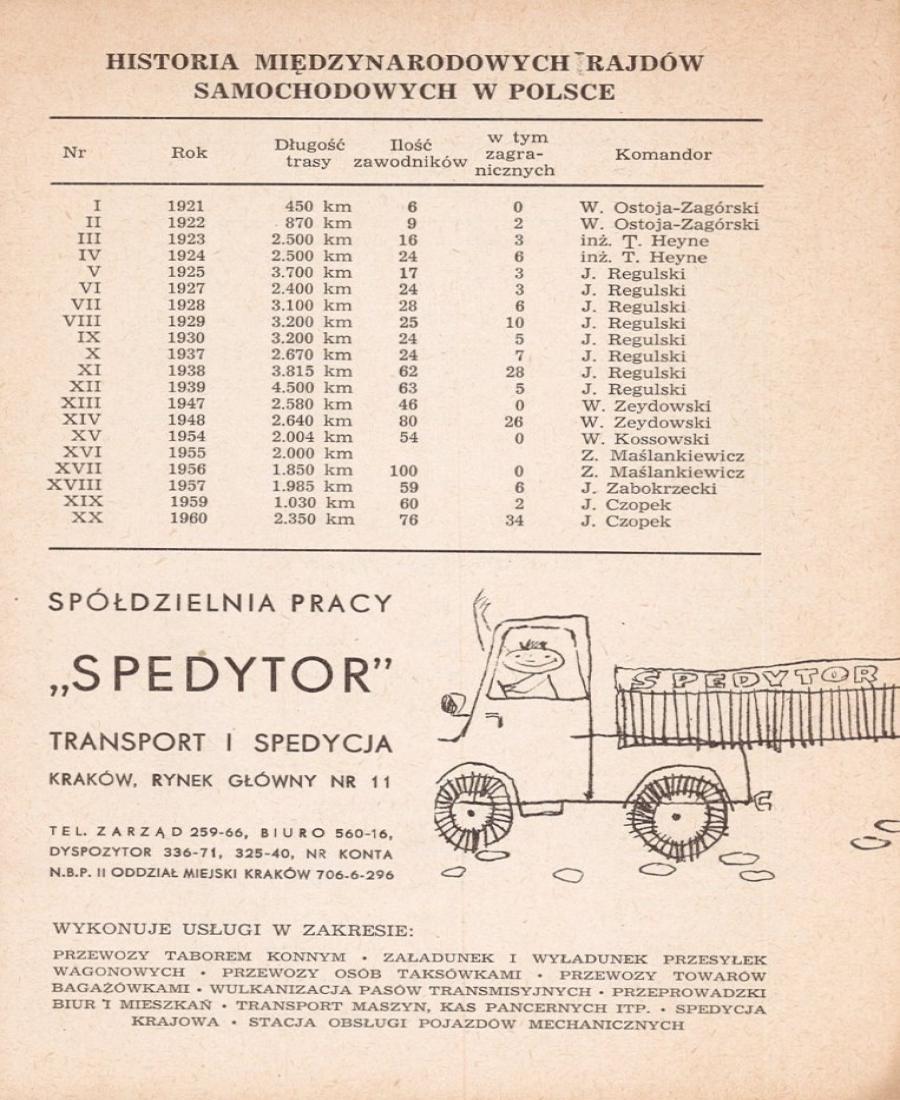 HISTORIA MIĘDZYNARODOWYCH RAJDÓW
SAMOCHODOWYCH W POLSCE
Nr Rok Długość trasy Ilość zawodników w tym zagra-nicznych Komandor
I 1921 450 km 6 0 W. Ostoja-Zagórski
II 1922 870 km 9 2 W. Ostoja-Zagórski
III 1923 2.500 km 16 3 inż. T. Heyne
IV 1924 2.500 km 24 6 inż. T. Heyne
V 1925 3.700 km 17 3 J. Regulski
VI 1927 2.400 km 24 3 J. Regulski
VII 1928 3.100 km 28 6 J. Regulski
VIII 1929 3.200 km 25 10 J. Regulski
IX 1930 3.200 km 24 5 J. Regulski
X 1937 2.670 km 24 7 J. Regulski
XI 1938 3.815 km 62 28 J. Regulski
XII 1939 4.500 km 63 5 J. Regulski
XIII 1947 2.580 km 46 0 W. Zeydowski
XIV 1948 2.640 km 80 26 W. Zeydowski
XV 1954 2.004 km 54 0 W. Kossowski
XVI 1955 2.000 km Z. Maślankiewicz
XVII 1956 1.850 km 100 0 Z. Maślankiewicz
XVIII 1957 1.985 km 59 6 J. Zabokrzecki
XIX 1959 1.030 km 60 2 J. Czopek
XX 1960 2.350 km 76 34 J. Czopek
SPÓŁDZIELNIA PRACY
„SPEDYTOR”
TRANSPORT I SPEDYCJA
KRAKÓW, RYNEK GŁÓWNY NR 11
TEL. ZARZĄD 259-66, BIURO 560-16,
DYSPOZYTOR 336-71, 325-40, NR KONTA
N.B.P. II ODDZIAŁ MIEJSKI KRAKÓW 706-6-296
SPEDYTOR
WYKONUJE USŁUGI W ZAKRESIE:
PRZEWOZY TABOREM KONNYM • ZAŁADUNEK I WYŁADUNEK PRZESYŁEK
WAGONOWYCH • PRZEWOZY OSÓB TAKSÓWKAMI • PRZEWOZY TOWARÓW
BAGAŻÓWKAMI • WULKANIZACJA PASÓW TRANSMISYJNYCH • PRZEPROWADZKI
BIUR I MIESZKAŃ • TRANSPORT MASZYN, KAS PANCERNYCH ITP. • SPEDYCJA
KRAJOWA • STACJA OBSŁUGI POJAZDÓW MECHANICZNYCH